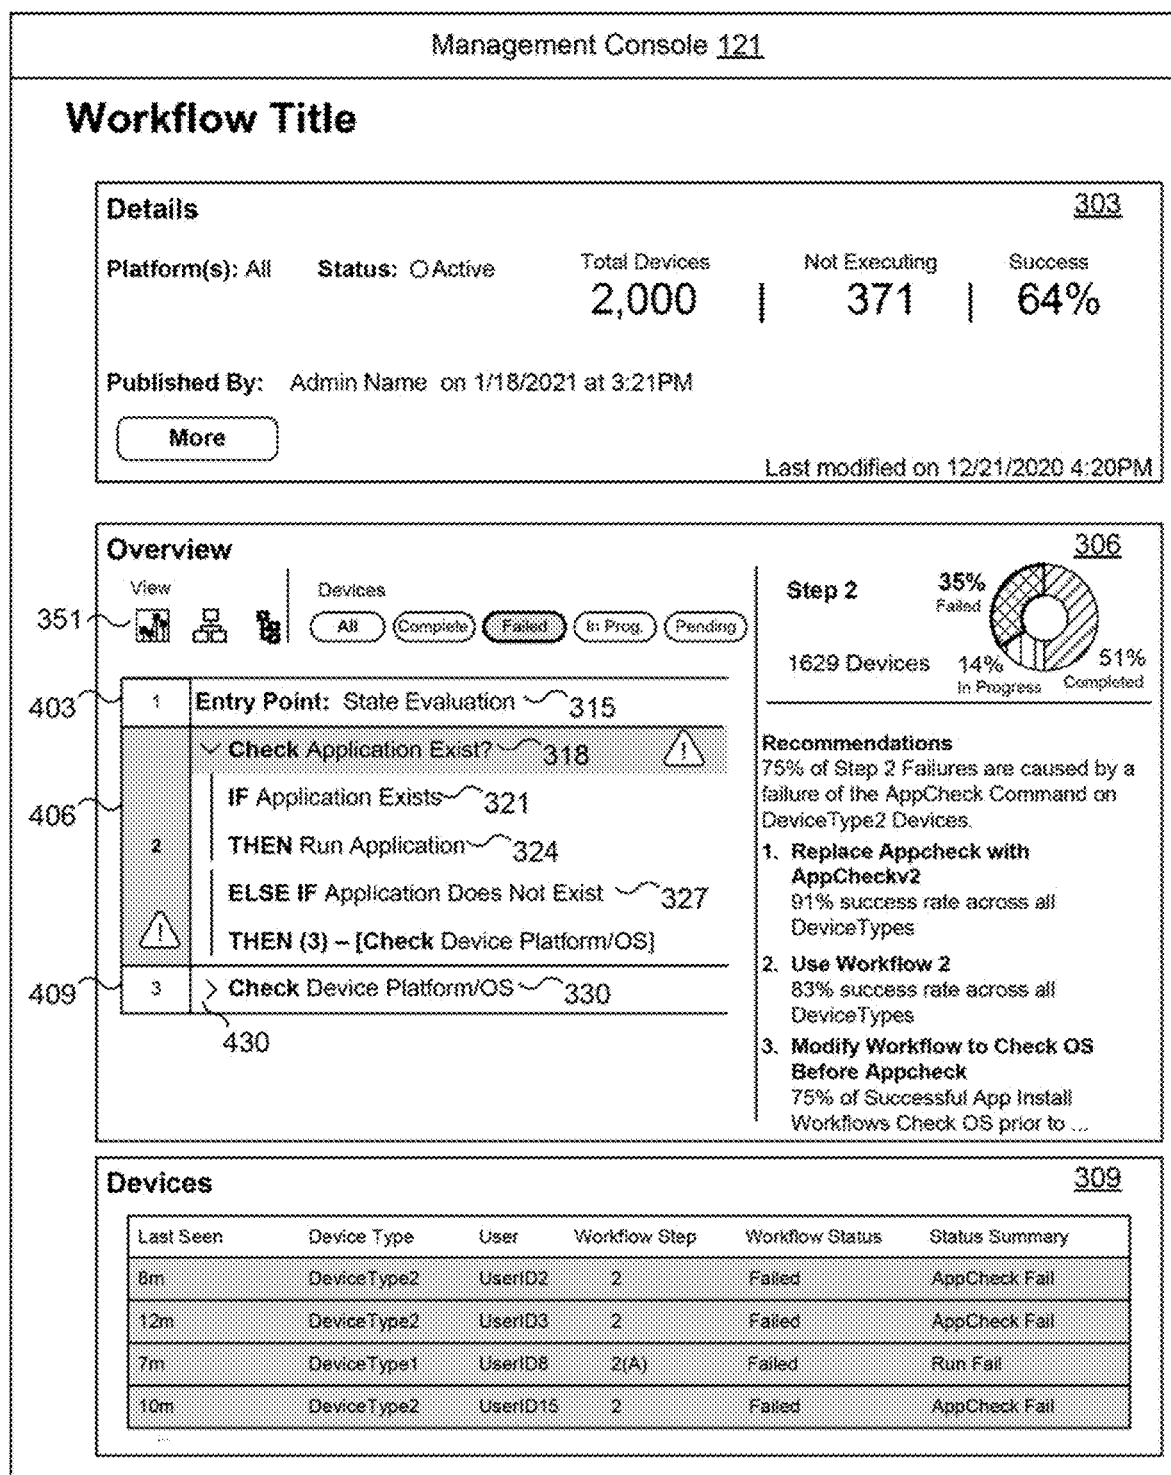 Management Console 121
Workflow Title
Details 303
Platform(s): All Status: Active
Total Devices Not Executing Success
2,000 | 371 | 64%
Published By: Admin Name on 1/18/2021 at 3:21PM
More
Last modified on 12/21/2020 4:20PM
Overview 306
View Devices
351
All Complete Failed In Prog. Pending
Step 2
1629 Devices
35%
Failed
14%
In Progress
51%
Completed
403 1 Entry Point: State Evaluation 315
406 2
Check Application Exist? 318
IF Application Exists 321
THEN Run Application 324
ELSE IF Application Does Not Exist 327
THEN (3) – [Check Device Platform/OS]
409 3 > Check Device Platform/OS 330
430
Recommendations
75% of Step 2 Failures are caused by a
failure of the AppCheck Command on
DeviceType2 Devices.
1. Replace Appcheck with
AppCheckv2
91% success rate across all
DeviceTypes
2. Use Workflow 2
83% success rate across all
DeviceTypes
3. Modify Workflow to Check OS
Before Appcheck
75% of Successful App Install
Workflows Check OS prior to ...
Devices 309
Last Seen Device Type User Workflow Step Workflow Status Status Summary
8m DeviceType2 UserID2 2 Failed AppCheck Fail
12m DeviceType2 UserID3 2 Failed AppCheck Fail
7m DeviceType1 UserID8 2(A) Failed Run Fail
10m DeviceType2 UserID15 2 Failed AppCheck Fail
...